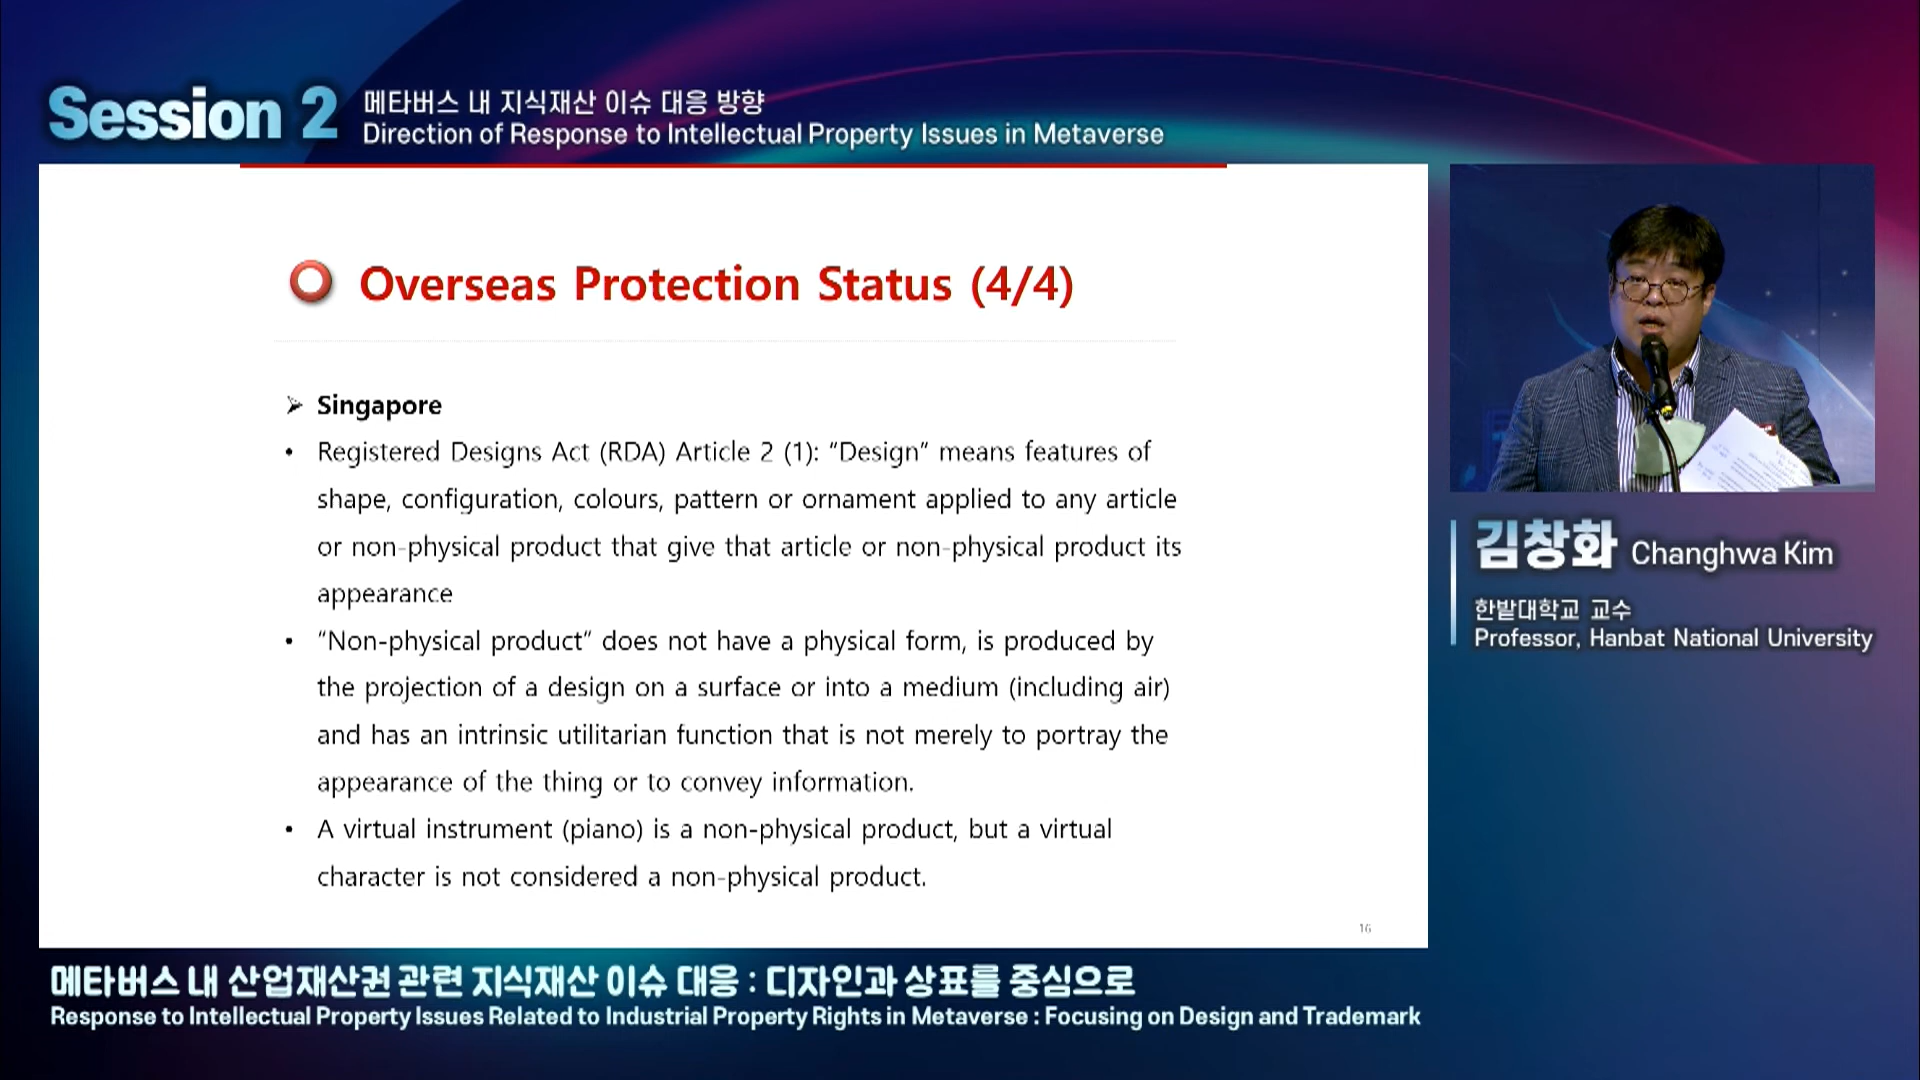 Session 2
메타버스 내 지식재산 이슈 대응 방향
Direction of Response to Intellectual Property Issues in Metaverse
Overseas Protection Status (4/4)
➢ Singapore
• Registered Designs Act (RDA) Article 2 (1): “Design” means features of
shape, configuration, colours, pattern or ornament applied to any article
or non-physical product that give that article or non-physical product its
appearance
• “Non-physical product” does not have a physical form, is produced by
the projection of a design on a surface or into a medium (including air)
and has an intrinsic utilitarian function that is not merely to portray the
appearance of the thing or to convey information.
• A virtual instrument (piano) is a non-physical product, but a virtual
character is not considered a non-physical product.
16
김창화 Changhwa Kim
한밭대학교 교수
Professor, Hanbat National University
메타버스 내 산업재산권 관련 지식재산 이슈 대응 : 디자인과 상표를 중심으로
Response to Intellectual Property Issues Related to Industrial Property Rights in Metaverse : Focusing on Design and Trademark